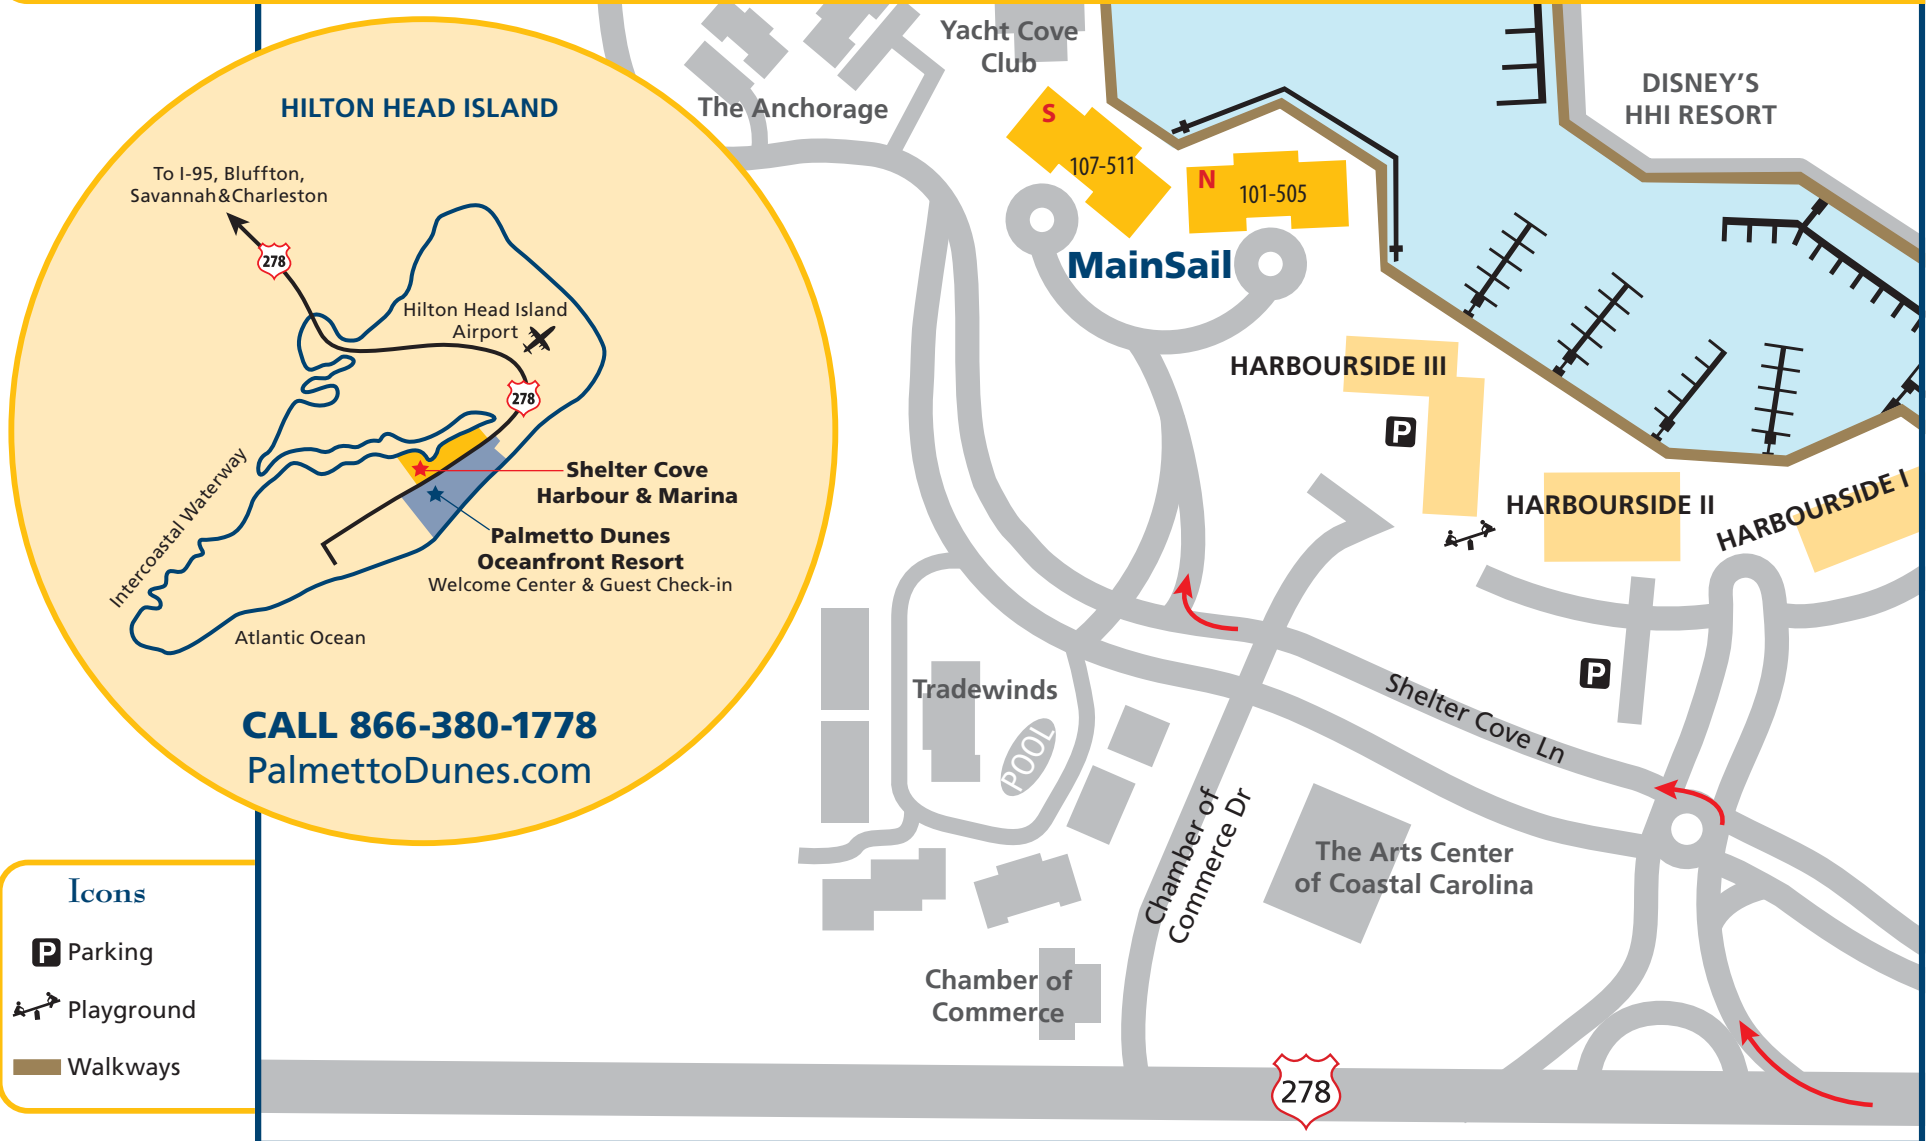 HILTON HEAD ISLAND
To I-95, Bluffton,
Savannah&Charleston
278
Hilton Head Island
Airport
278
Shelter Cove
Harbour & Marina
Palmetto Dunes
Oceanfront Resort
Welcome Center & Guest Check-in
Intercoastal Waterway
Atlantic Ocean
CALL 866-380-1778
PalmettoDunes.com
Icons
P Parking
Playground
Walkways
Yacht Cove
Club
The Anchorage
S
107-511
N
101-505
MainSail
DISNEY'S
HHI RESORT
HARBOURSIDE III
P
HARBOURSIDE II
HARBOURSIDE I
P
Shelter Cove Ln
Tradewinds
POOL
Chamber of
Commerce Dr
The Arts Center
of Coastal Carolina
Chamber of
Commerce
278